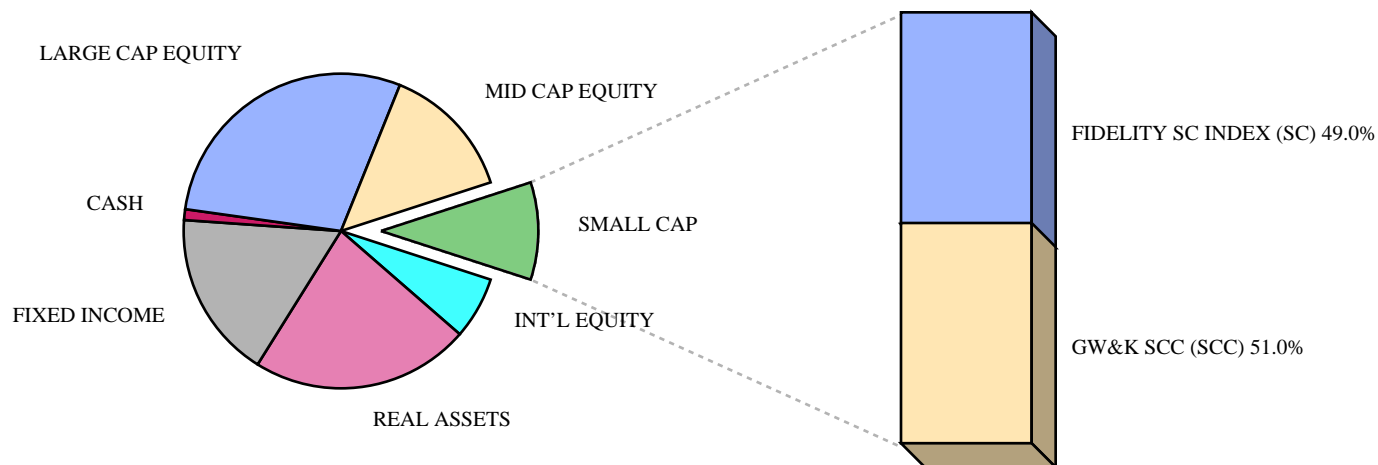 LARGE CAP EQUITY
MID CAP EQUITY
FIDELITY SC INDEX (SC) 49.0%
CASH
SMALL CAP
FIXED INCOME
INT'L EQUITY
GW&K SCC (SCC) 51.0%
REAL ASSETS